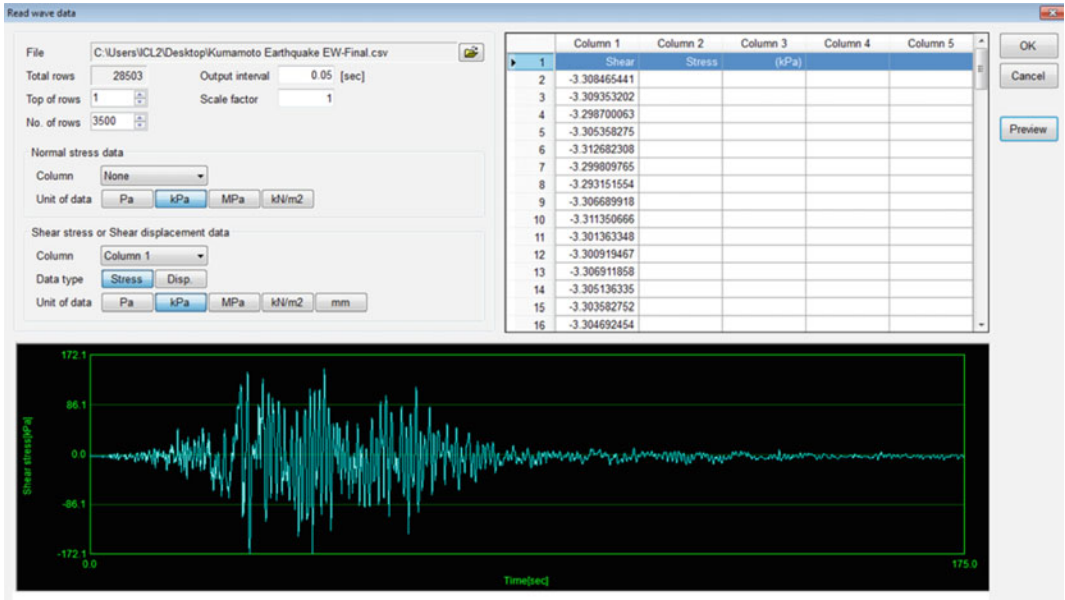 Read wave data
File C:\Users\ICL2\Desktop\Kumamoto Earthquake EW-Final.csv
Total rows 28503 Output interval 0.05 [sec]
Top of rows 1 Scale factor 1
No. of rows 3500
Normal stress data
Column None
Unit of data Pa kPa MPa kN/m2
Shear stress or Shear displacement data
Column Column 1
Data type Stress Disp.
Unit of data Pa kPa MPa kN/m2 mm
Column 1 Column 2 Column 3 Column 4 Column 5
1 Shear Stress (kPa)
2 -3.308465441
3 -3.309353202
4 -3.298700063
5 -3.305358275
6 -3.312682308
7 -3.299809765
8 -3.293151554
9 -3.306689918
10 -3.311350666
11 -3.301363348
12 -3.300919467
13 -3.306911858
14 -3.305136335
15 -3.303582752
16 -3.304692454
OK
Cancel
Preview
172.1
86.1
0.0
-86.1
-172.1
Shear stress[kPa]
0.0 175.0
Time[sec]